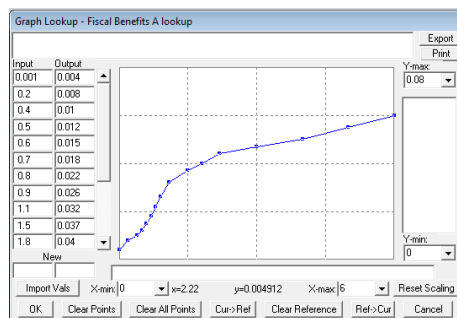 Graph Lookup - Fiscal Benefits A lookup
Export
Print
Input Output
Y-max:
0.001 0.004
0.08
0.2 0.008
0.4 0.01
0.5 0.012
0.6 0.015
0.7 0.018
0.8 0.022
0.9 0.026
1.1 0.032
1.5 0.037
1.8 0.04
Y-min:
0
New
Import Vals X-min: 0 x=2.22 y=0.004912 X-max: 6 Reset Scaling
OK Clear Points Clear All Points Cur->Ref Clear Reference Ref->Cur Cancel